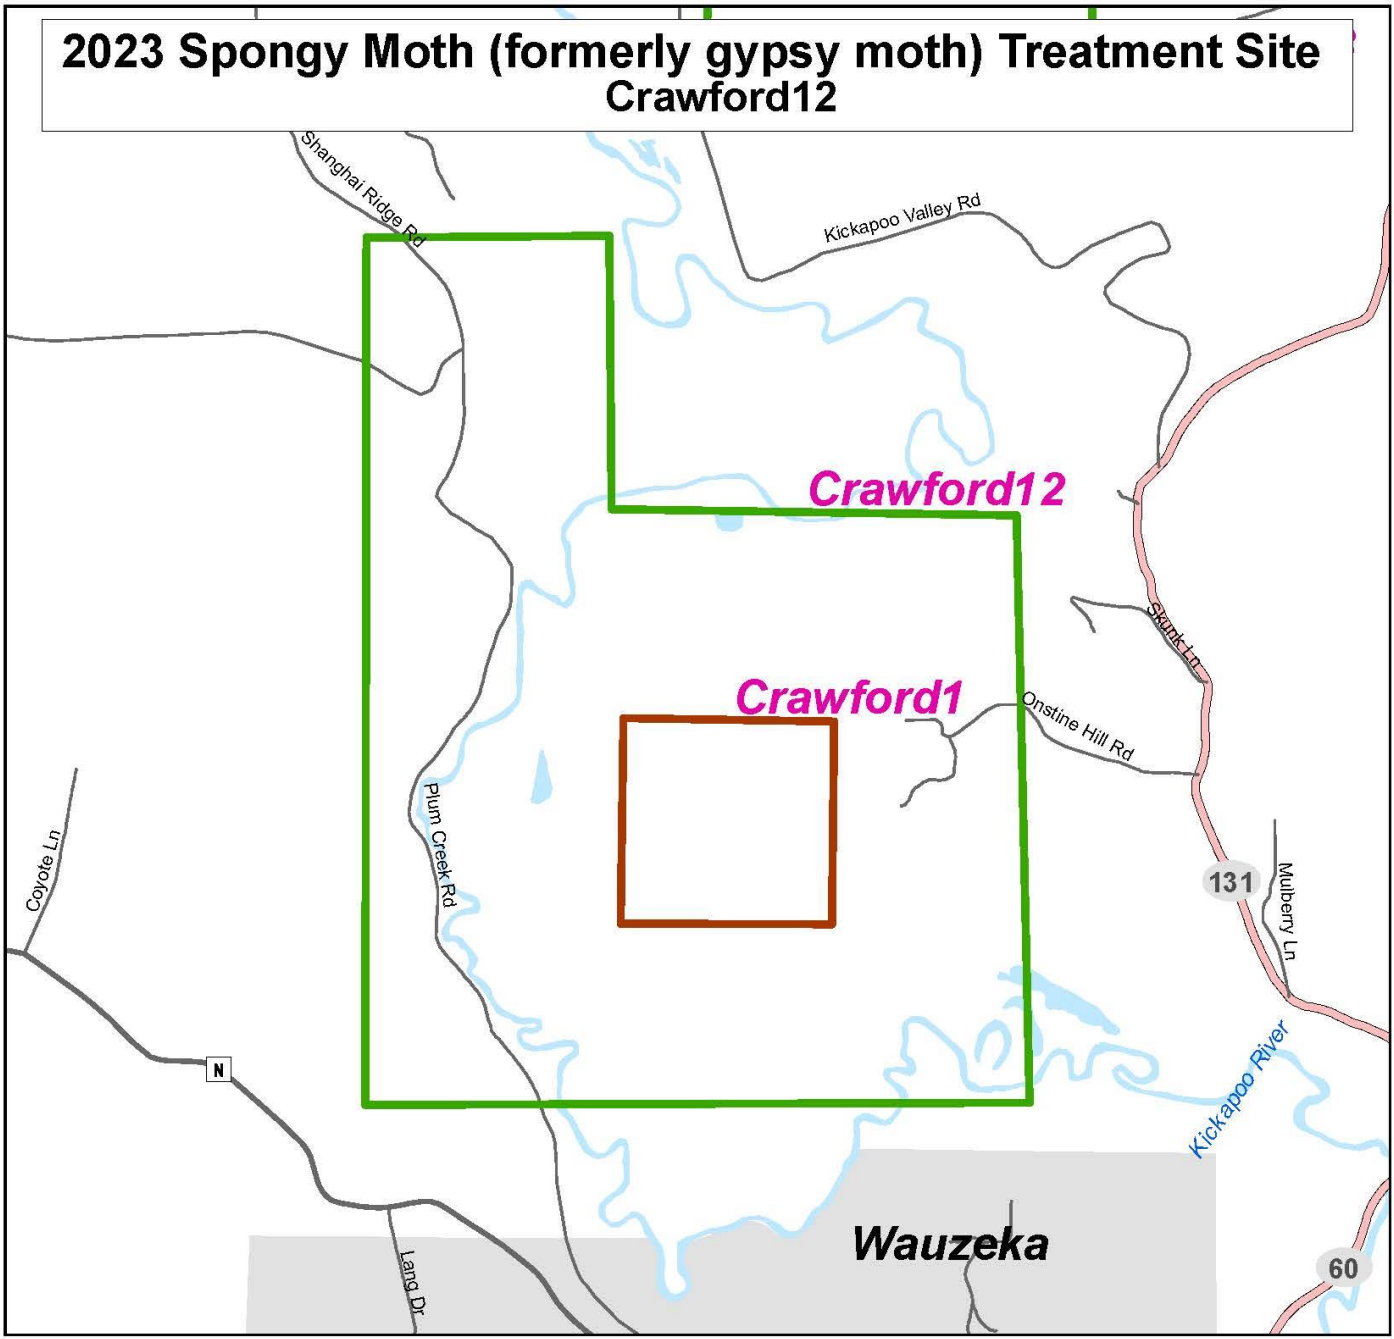 2023 Spongy Moth (formerly gypsy moth) Treatment Site
Crawford12
Shanghai Ridge Rd
Kickapoo Valley Rd
Crawford12
Skunk Ln
Crawford1
Onstine Hill Rd
Plum Creek Rd
Coyote Ln
131
Mulberry Ln
N
Kickapoo River
Wauzeka
Lang Dr
60